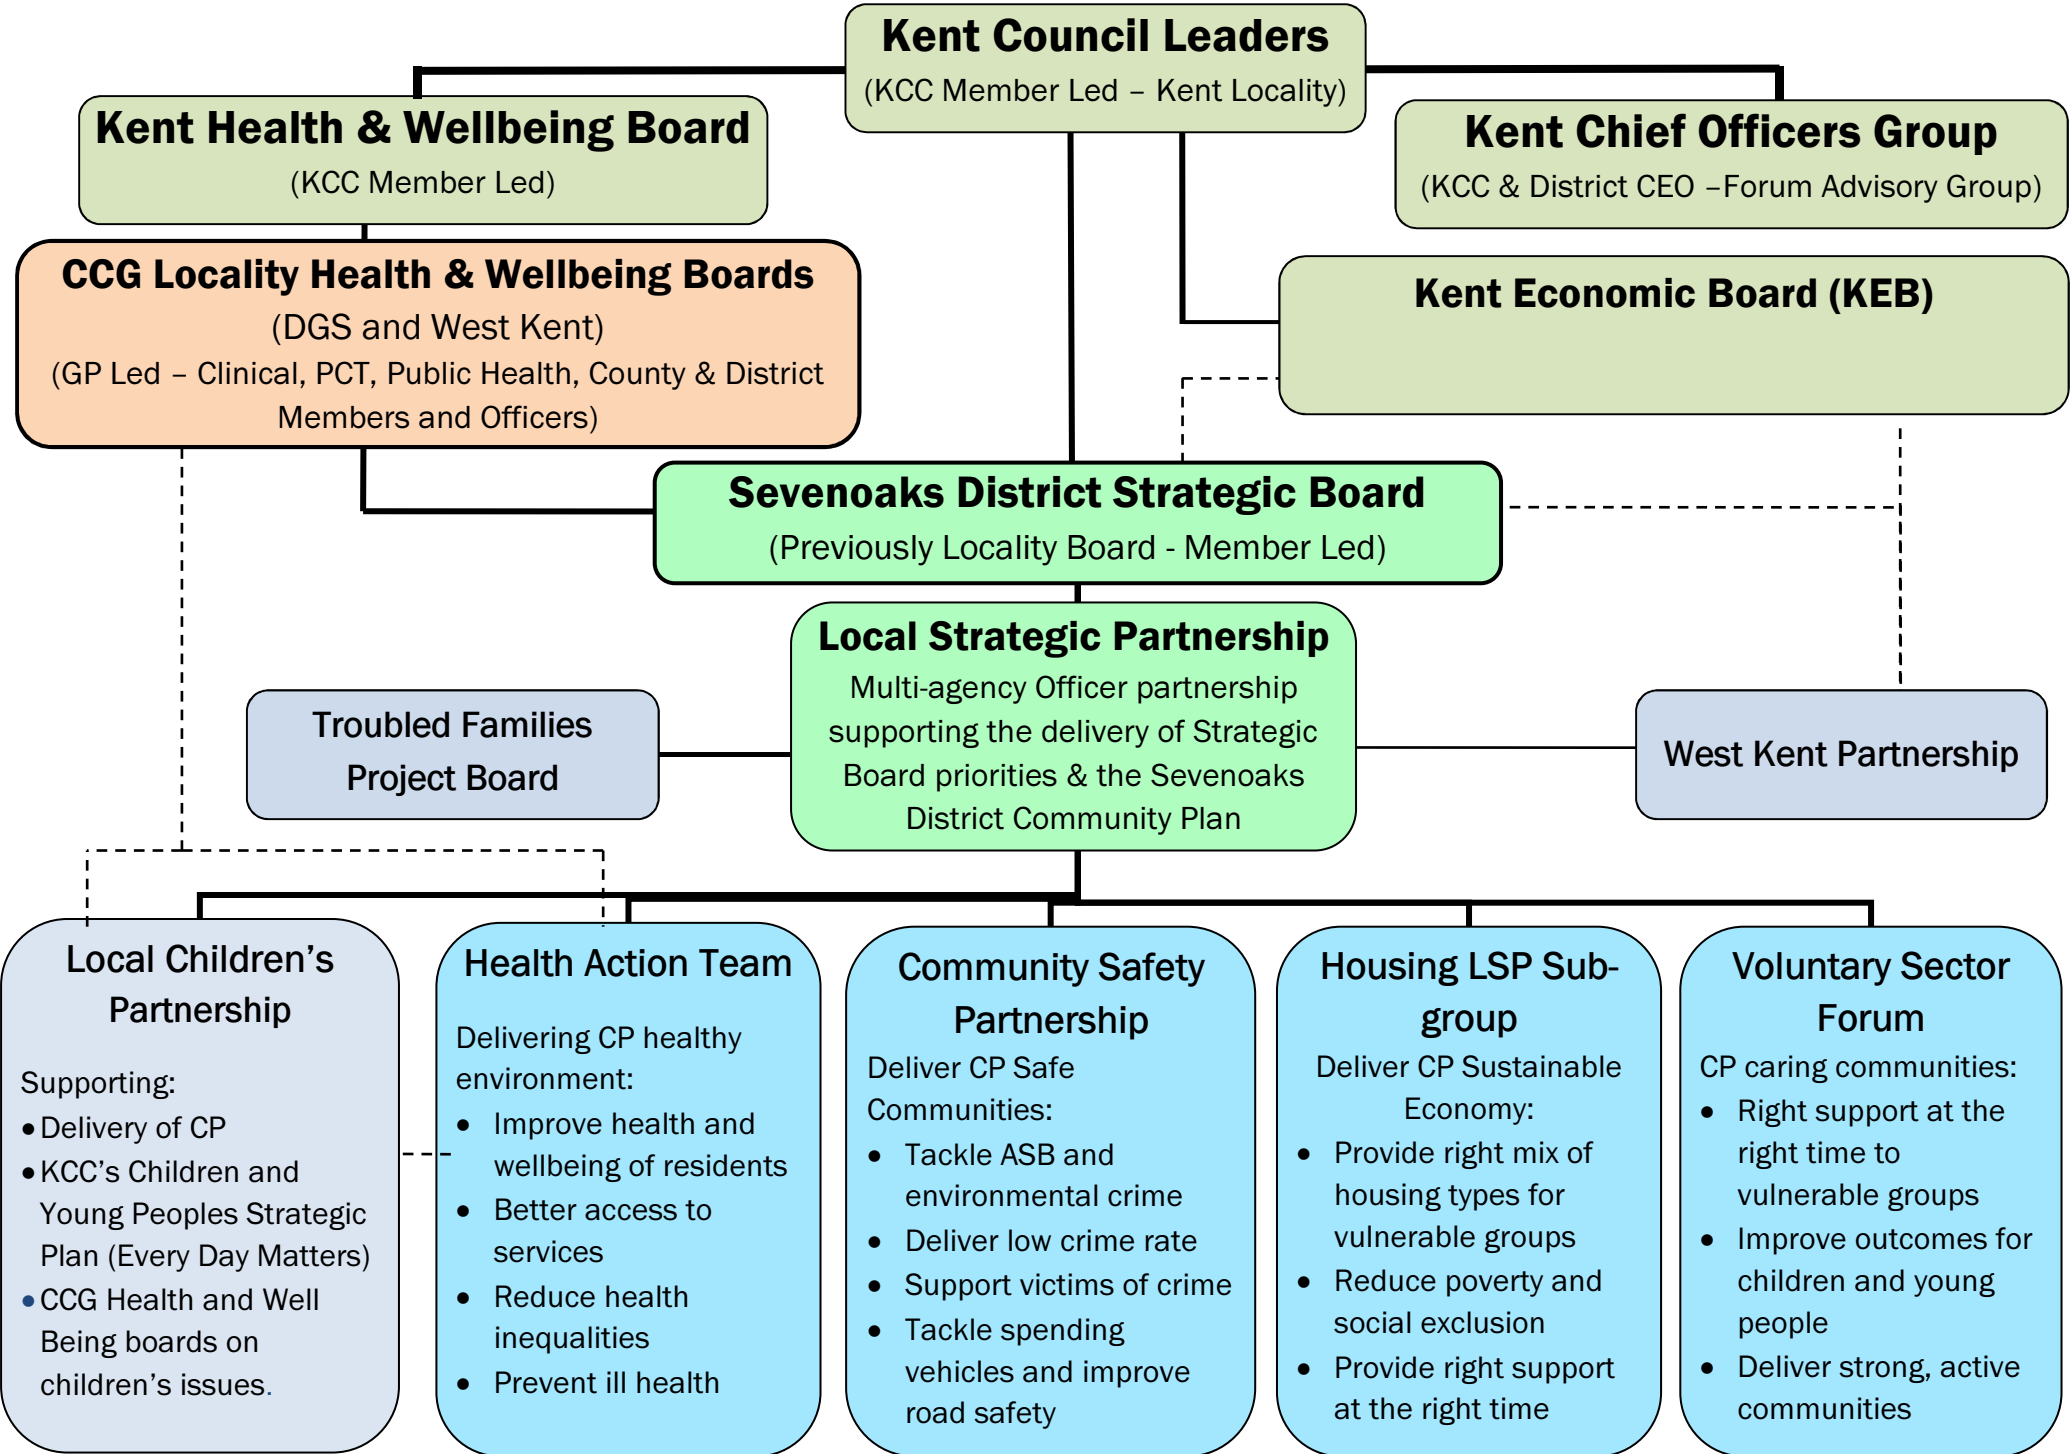 Kent Council Leaders
(KCC Member Led – Kent Locality)
Kent Health & Wellbeing Board
(KCC Member Led)
Kent Chief Officers Group
(KCC & District CEO –Forum Advisory Group)
CCG Locality Health & Wellbeing Boards
(DGS and West Kent)
(GP Led – Clinical, PCT, Public Health, County & District
Members and Officers)
Kent Economic Board (KEB)
Sevenoaks District Strategic Board
(Previously Locality Board - Member Led)
Local Strategic Partnership
Multi-agency Officer partnership
supporting the delivery of Strategic
Board priorities & the Sevenoaks
District Community Plan
Troubled Families
Project Board
West Kent Partnership
Local Children’s
Partnership
Supporting:
• Delivery of CP
• KCC’s Children and
Young Peoples Strategic
Plan (Every Day Matters)
• CCG Health and Well
Being boards on
children’s issues.
Health Action Team
Delivering CP healthy
environment:
• Improve health and
wellbeing of residents
• Better access to
services
• Reduce health
inequalities
• Prevent ill health
Community Safety
Partnership
Deliver CP Safe
Communities:
• Tackle ASB and
environmental crime
• Deliver low crime rate
• Support victims of crime
• Tackle spending
vehicles and improve
road safety
Housing LSP Sub-
group
Deliver CP Sustainable
Economy:
• Provide right mix of
housing types for
vulnerable groups
• Reduce poverty and
social exclusion
• Provide right support
at the right time
Voluntary Sector
Forum
CP caring communities:
• Right support at the
right time to
vulnerable groups
• Improve outcomes for
children and young
people
• Deliver strong, active
communities